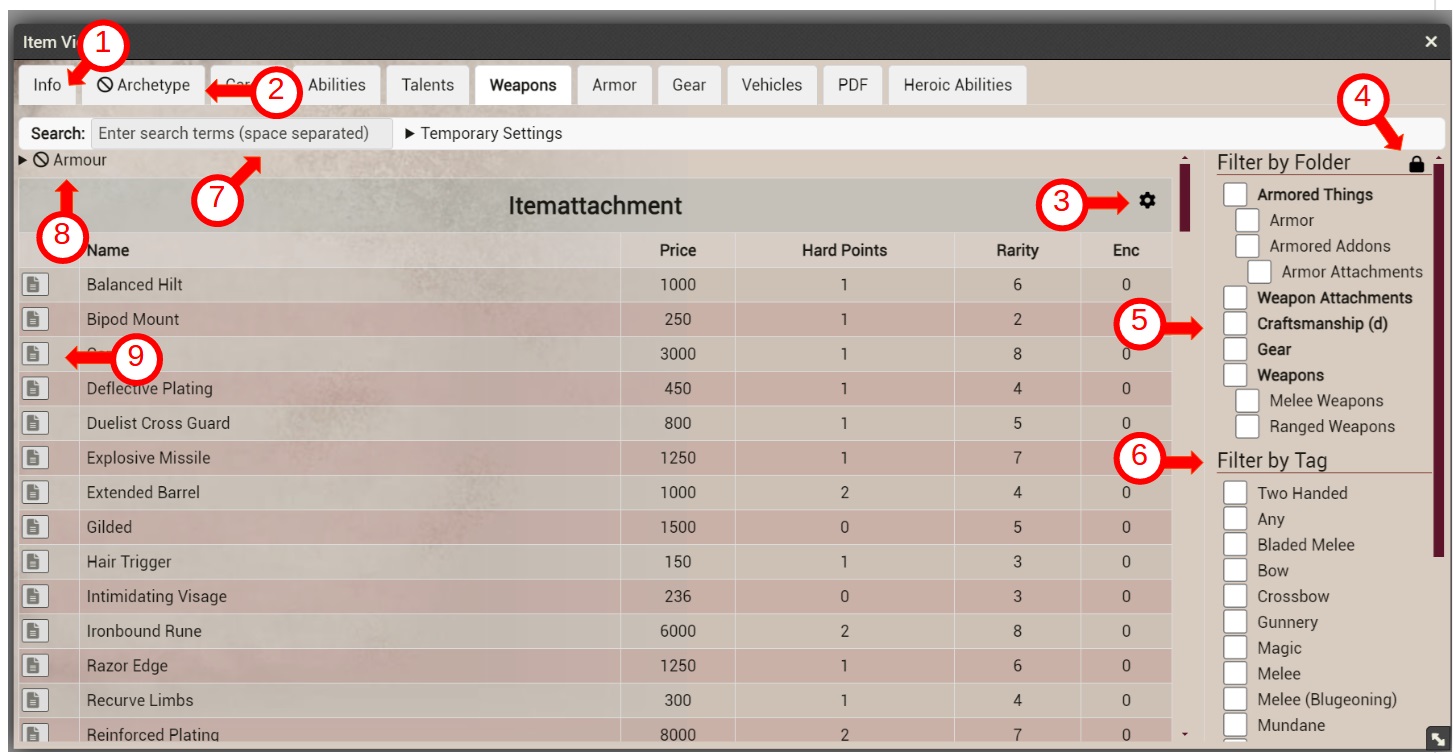 Item
1
Info
Archetype
2
Abilities
Talents
Weapons
Armor
Gear
Vehicles
PDF
Heroic Abilities
4
Search: Enter search terms (space separated)
Temporary Settings
Armour
7
8
3
Itemattachment
Name Price Hard Points Rarity Enc
Balanced Hilt 1000 1 6 0
Bipod Mount 250 1 2
9
3000 1 8 0
Deflective Plating 450 1 4 0
Duelist Cross Guard 800 1 5 0
Explosive Missile 1250 1 7
Extended Barrel 1000 2 4 0
Gilded 1500 0 5 0
Hair Trigger 150 1 3 0
Intimidating Visage 236 0 3 0
Ironbound Rune 6000 2 8 0
Razor Edge 1250 1 6 0
Recurve Limbs 300 1 4 0
Reinforced Plating 8000 2 7 0
Filter by Folder
Armored Things
Armor
Armored Addons
Armor Attachments
Weapon Attachments
5
Craftsmanship (d)
Gear
Weapons
Melee Weapons
Ranged Weapons
6
Filter by Tag
Two Handed
Any
Bladed Melee
Bow
Crossbow
Gunnery
Magic
Melee
Melee (Blugeoning)
Mundane